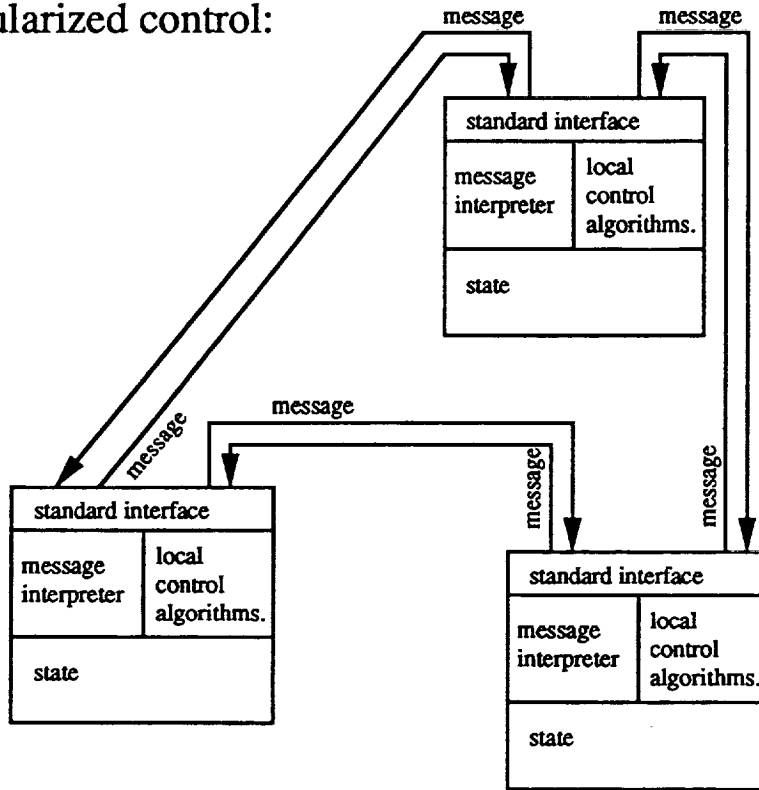 ularized control:
message
message
standard interface
message
interpreter
local
control
algorithms.
state
message
message
message
message
standard interface
message
interpreter
local
control
algorithms.
state
standard interface
message
interpreter
local
control
algorithms.
state